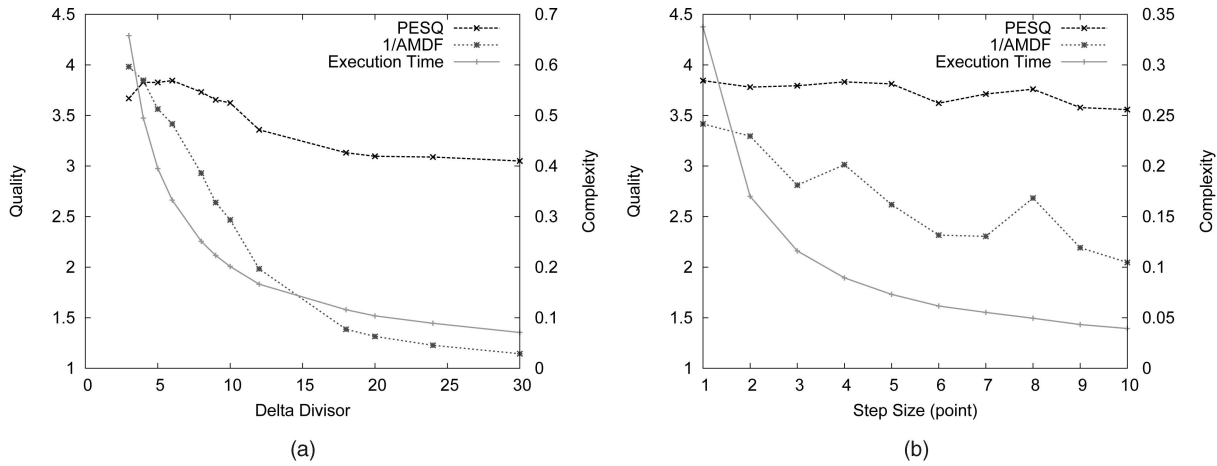 4.5
4
3.5
3
2.5
2
1.5
1
Quality
0.7
0.6
0.5
0.4
0.3
0.2
0.1
0
Complexity
PESQ
1/AMDF
Execution Time
0 5 10 15 20 25 30
Delta Divisor
(a)
4.5
4
3.5
3
2.5
2
1.5
1
Quality
0.35
0.3
0.25
0.2
0.15
0.1
0.05
0
Complexity
PESQ
1/AMDF
Execution Time
1 2 3 4 5 6 7 8 9 10
Step Size (point)
(b)